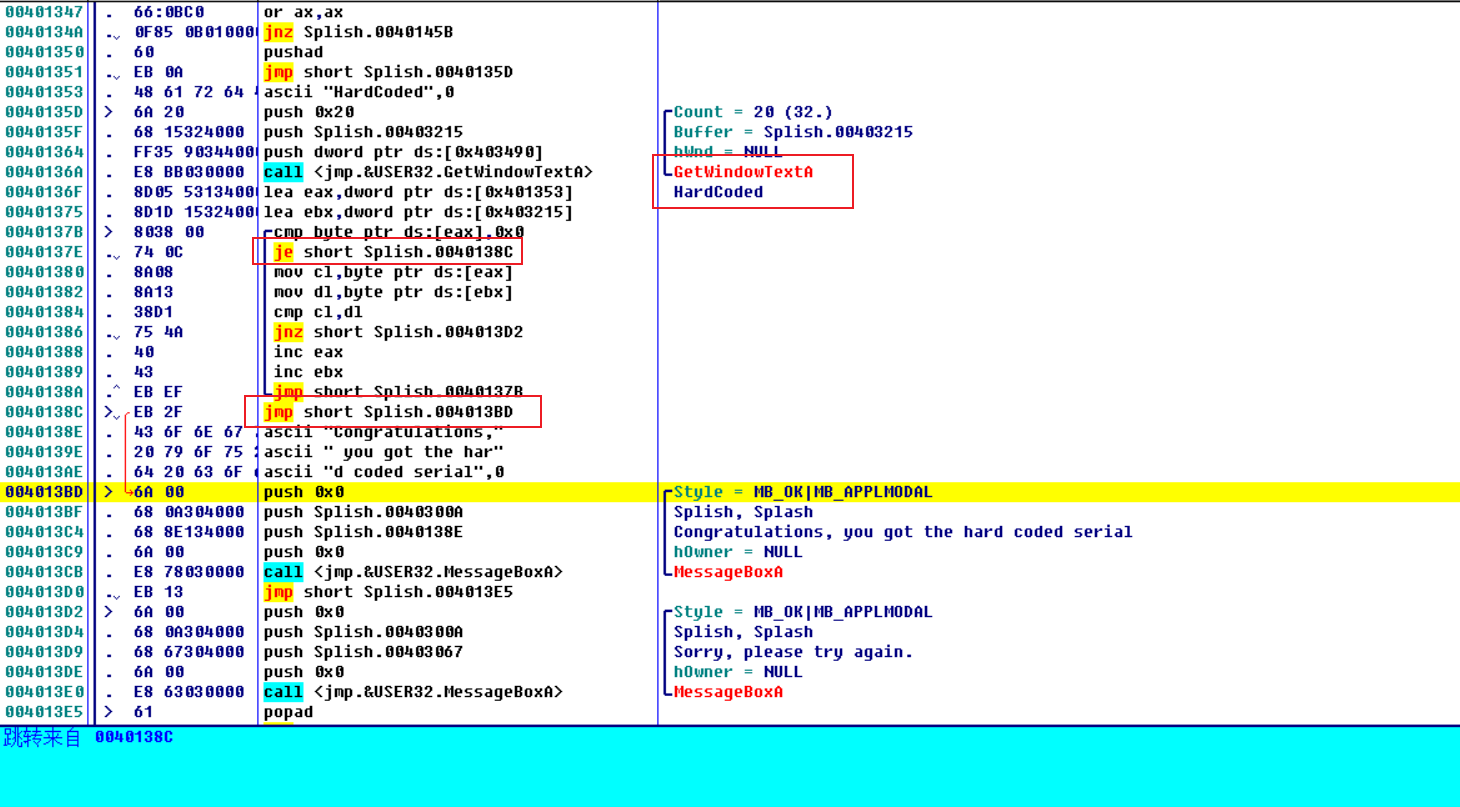 00401347 . 66:0BC0 or ax,ax
0040134A . 0F85 0B01000 jnz Splish.0040145B
00401350 . 60 pushad
00401351 . EB 0A jmp short Splish.0040135D
00401353 . 48 61 72 64 ascii "HardCoded",0
0040135D > 6A 20 push 0x20 Count = 20 (32.)
0040135F . 68 15324000 push Splish.00403215 Buffer = Splish.00403215
00401364 . FF35 9034400 push dword ptr ds:[0x403490] hWnd = NULL
0040136A . E8 BB030000 call <jmp.&USER32.GetWindowTextA> GetWindowTextA
0040136F . 8D05 5313400 lea eax,dword ptr ds:[0x401353] HardCoded
00401375 . 8D1D 1532400 lea ebx,dword ptr ds:[0x403215]
0040137B > 8038 00 cmp byte ptr ds:[eax],0x0
0040137E . 74 0C je short Splish.0040138C
00401380 . 8A08 mov cl,byte ptr ds:[eax]
00401382 . 8A13 mov dl,byte ptr ds:[ebx]
00401384 . 38D1 cmp cl,dl
00401386 . 75 4A jnz short Splish.004013D2
00401388 . 40 inc eax
00401389 . 43 inc ebx
0040138A .^ EB EF jmp short Splish.0040137B
0040138C > EB 2F jmp short Splish.004013BD
0040138E . 43 6F 6E 67 ascii "Congratulations,"
0040139E . 20 79 6F 75 ascii " you got the har"
004013AE . 64 20 63 6F ascii "d coded serial",0
004013BD > 6A 00 push 0x0 Style = MB_OK|MB_APPLMODAL
004013BF . 68 0A304000 push Splish.0040300A Splish, Splash
004013C4 . 68 8E134000 push Splish.0040138E Congratulations, you got the hard coded serial
004013C9 . 6A 00 push 0x0 hOwner = NULL
004013CB . E8 78030000 call <jmp.&USER32.MessageBoxA> MessageBoxA
004013D0 . EB 13 jmp short Splish.004013E5
004013D2 > 6A 00 push 0x0 Style = MB_OK|MB_APPLMODAL
004013D4 . 68 0A304000 push Splish.0040300A Splish, Splash
004013D9 . 68 67304000 push Splish.00403067 Sorry, please try again.
004013DE . 6A 00 push 0x0 hOwner = NULL
004013E0 . E8 63030000 call <jmp.&USER32.MessageBoxA> MessageBoxA
004013E5 > 61 popad
跳转来自 0040138C